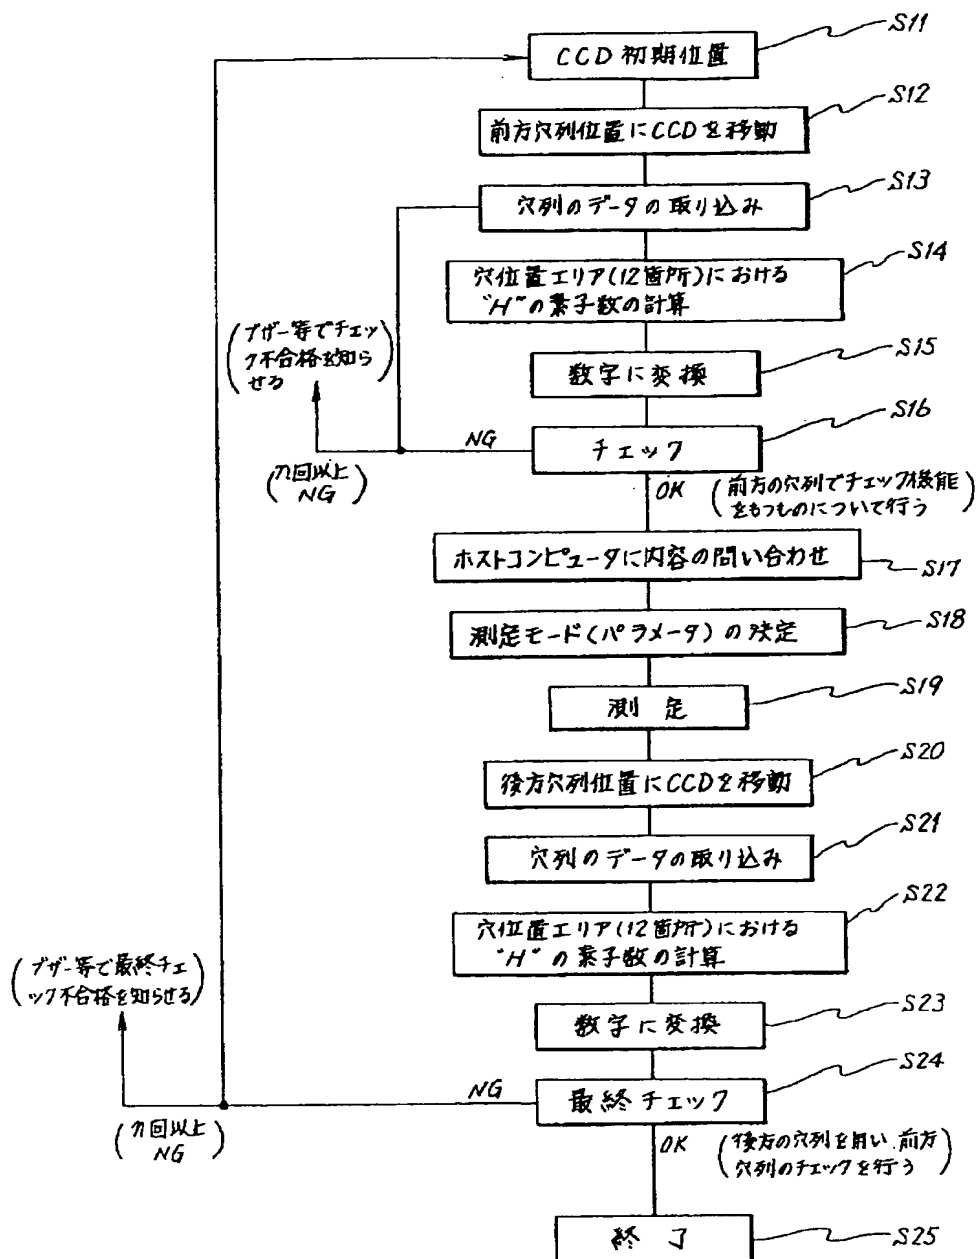 S11
CCD初期位置
S12
前方穴列位置にCCDを移動
S13
穴列のデータの取り込み
S14
穴位置エリア(12箇所)における
"H"の素子数の計算
(ブザー等でチェッ
ク不合格を知ら
せる)
S15
数字に変換
S16
チェック
NG
(n回以上
NG)
OK
(前方の穴列でチェック機能
をもつものについて行う)
ホストコンピュータに内容の問い合わせ
S17
測定モード(パラメータ)の決定
S18
S19
測 定
S20
後方穴列位置にCCDを移動
S21
穴列のデータの取り込み
S22
穴位置エリア(12箇所)における
"H"の素子数の計算
(ブザー等で最終チェ
ック不合格を知らせる)
S23
数字に変換
S24
最終チェック
NG
(n回以上
NG)
OK
(後方の穴列を用い、前方
穴列のチェックを行う)
終 了
S25